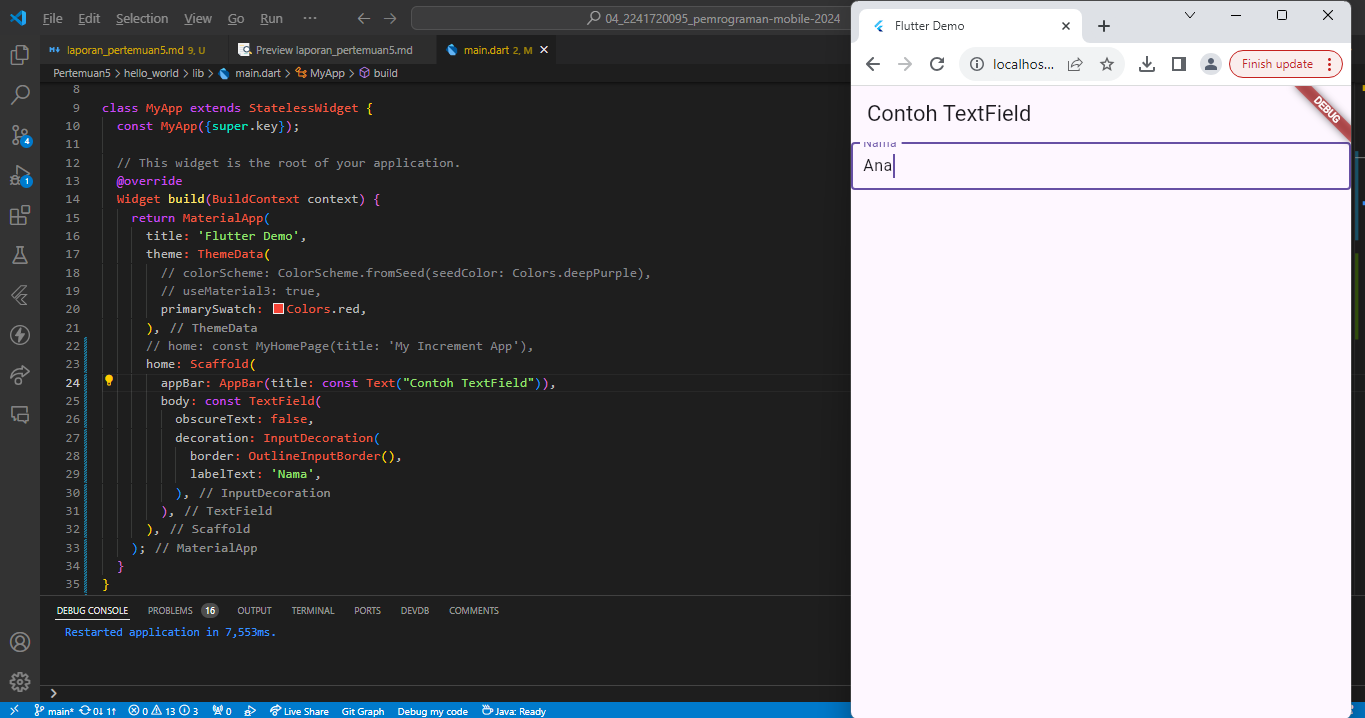 File Edit Selection View Go Run ···
04_2241720095_pemrograman-mobile-2024
laporan_pertemuan5.md 9, U
Preview laporan_pertemuan5.md
main.dart 2, M
Pertemuan5 > hello_world > lib > main.dart > MyApp > build
8
9 class MyApp extends StatelessWidget {
10 const MyApp({super.key});
11
12 // This widget is the root of your application.
13 @override
14 Widget build(BuildContext context) {
15 return MaterialApp(
16 title: 'Flutter Demo',
17 theme: ThemeData(
18 // colorScheme: ColorScheme.fromSeed(seedColor: Colors.deepPurple),
19 // useMaterial3: true,
20 primarySwatch: Colors.red,
21 ), // ThemeData
22 // home: const MyHomePage(title: 'My Increment App'),
23 home: Scaffold(
24 appBar: AppBar(title: const Text("Contoh TextField")),
25 body: const TextField(
26 obscureText: false,
27 decoration: InputDecoration(
28 border: OutlineInputBorder(),
29 labelText: 'Nama',
30 ), // InputDecoration
31 ), // TextField
32 ), // Scaffold
33 ); // MaterialApp
34 }
35 }
4
1
DEBUG CONSOLE PROBLEMS 16 OUTPUT TERMINAL PORTS DEVDB COMMENTS
Restarted application in 7,553ms.
>
main* 0↓ 1↑ 0 13 3 0 Live Share Git Graph Debug my code Java: Ready
Flutter Demo
localhos...
Finish update
Contoh TextField
DEBUG
Nama
Ana